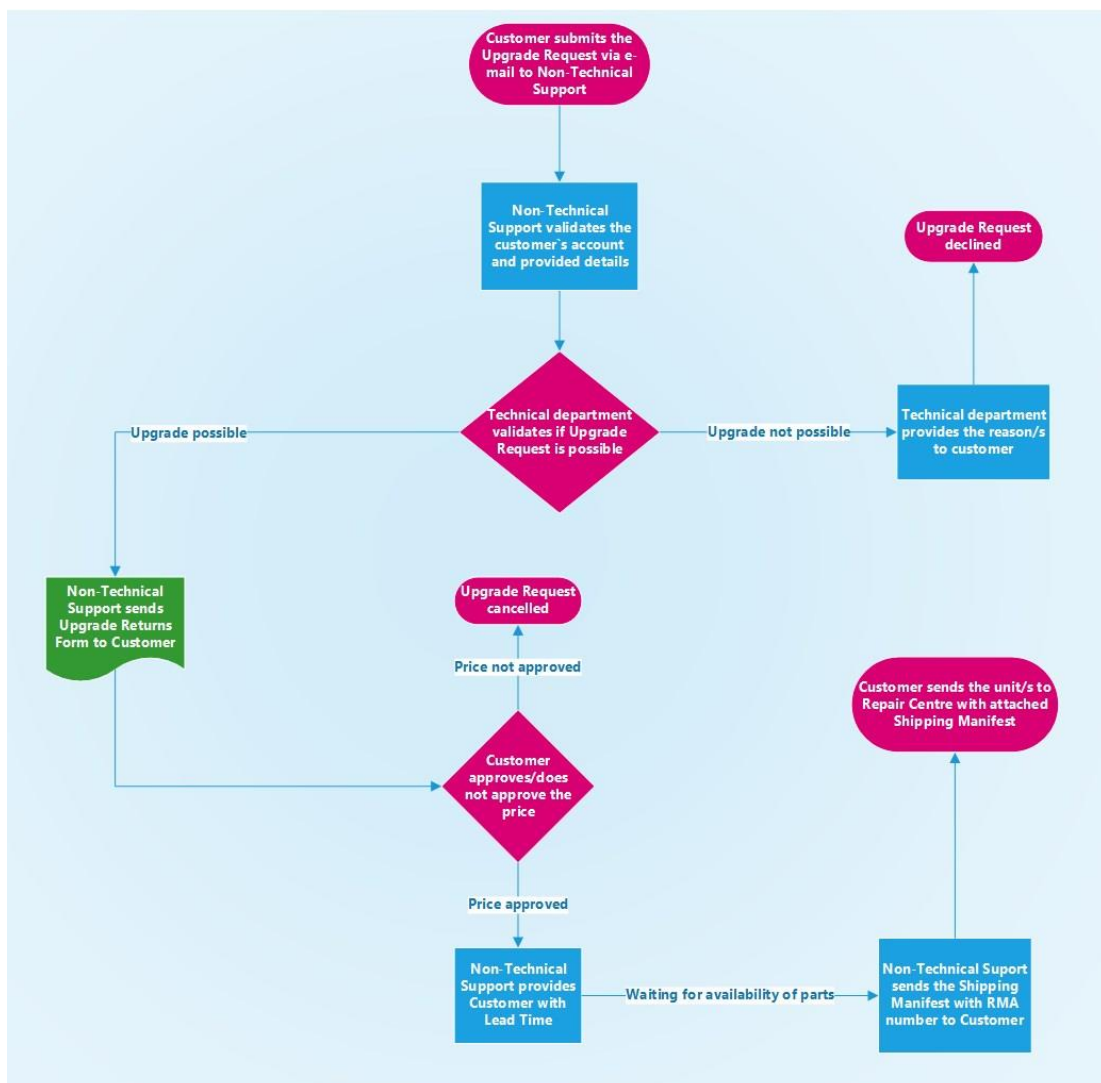 Customer submits the
Upgrade Request via e-
mail to Non-Technical
Support
Non-Technical
Support validates the
customer`s account
and provided details
Upgrade Request
declined
Technical department
validates if Upgrade
Request is possible
Upgrade possible
Upgrade not possible
Technical department
provides the reason/s
to customer
Non-Technical
Support sends
Upgrade Returns
Form to Customer
Upgrade Request
cancelled
Price not approved
Customer sends the unit/s to
Repair Centre with attached
Shipping Manifest
Customer
approves/does
not approve the
price
Price approved
Non-Technical
Support provides
Customer with
Lead Time
Waiting for availability of parts
Non-Technical Suport
sends the Shipping
Manifest with RMA
number to Customer